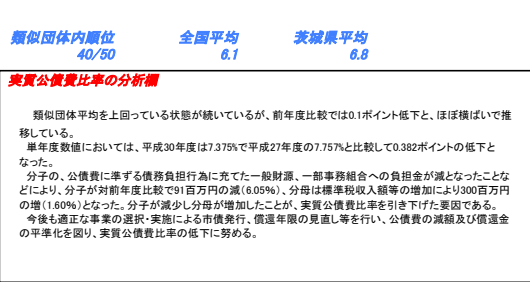 類似団体内順位 全国平均 茨城県平均
40/50 6.1 6.8
実質公債費比率の分析欄
類似団体平均を上回っている状態が続いているが、前年度比較では0.1ポイント低下と、ほぼ横ばいで推
移している。
単年度数値においては、平成30年度は7.375%で平成27年度の7.757%と比較して0.382ポイントの低下と
なった。
分子の、公債費に準ずる債務負担行為に充てた一般財源、一部事務組合への負担金が減となったことな
どにより、分子が対前年度比較で91百万円の減(6.05%)、分母は標準税収入額等の増加により300百万円
の増(1.60%)となった。分子が減少し分母が増加したことが、実質公債費比率を引き下げた要因である。
今後も適正な事業の選択・実施による市債発行、償還年限の見直し等を行い、公債費の減額及び償還金
の平準化を図り、実質公債費比率の低下に努める。